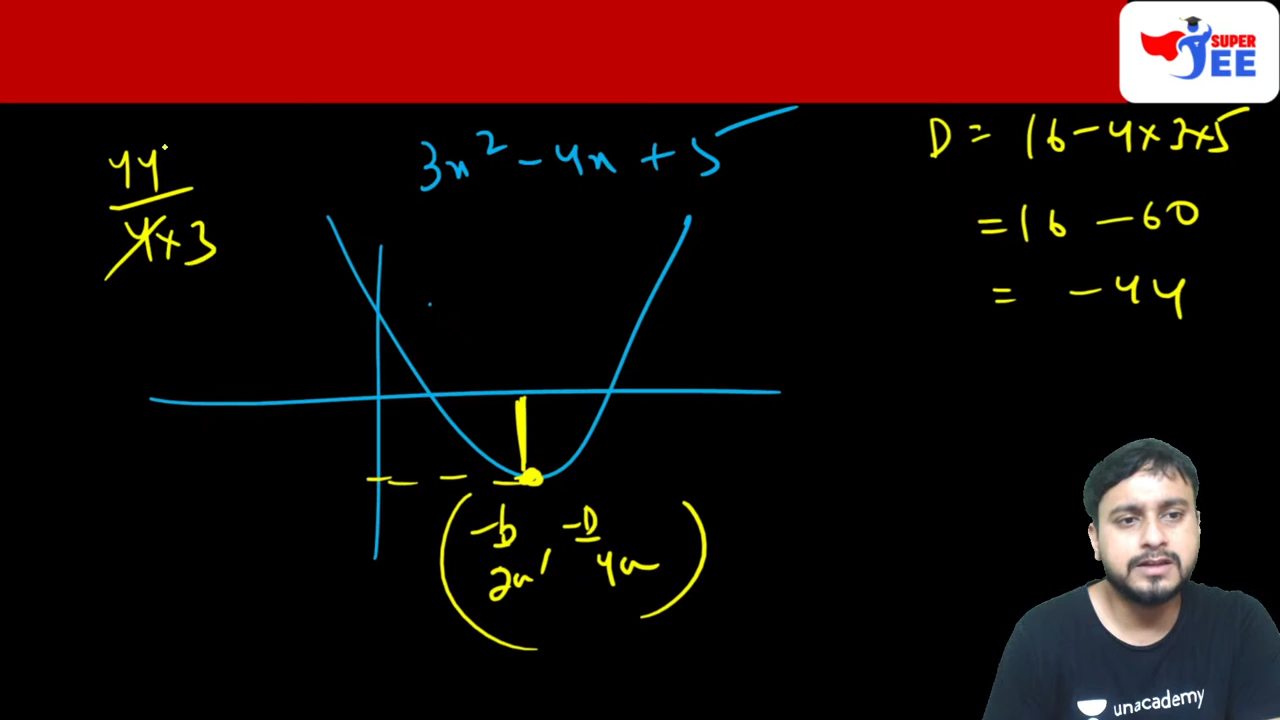 SUPER
JEE
3x² - 4x + 5
D = 16 - 4×3×5
= 16 - 60
= -44
44
4×3
(-b/2a, -D/4a)
unacademy